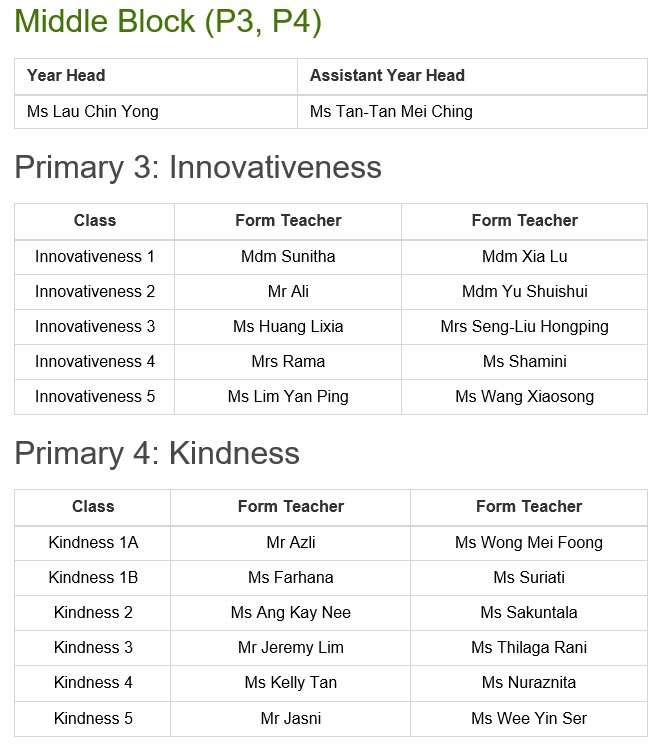 Middle Block (P3, P4)
Year Head Assistant Year Head
Ms Lau Chin Yong Ms Tan-Tan Mei Ching
Primary 3: Innovativeness
Class Form Teacher Form Teacher
Innovativeness 1 Mdm Sunitha Mdm Xia Lu
Innovativeness 2 Mr Ali Mdm Yu Shuishui
Innovativeness 3 Ms Huang Lixia Mrs Seng-Liu Hongping
Innovativeness 4 Mrs Rama Ms Shamini
Innovativeness 5 Ms Lim Yan Ping Ms Wang Xiaosong
Primary 4: Kindness
Class Form Teacher Form Teacher
Kindness 1A Mr Azli Ms Wong Mei Foong
Kindness 1B Ms Farhana Ms Suriati
Kindness 2 Ms Ang Kay Nee Ms Sakuntala
Kindness 3 Mr Jeremy Lim Ms Thilaga Rani
Kindness 4 Ms Kelly Tan Ms Nuraznita
Kindness 5 Mr Jasni Ms Wee Yin Ser